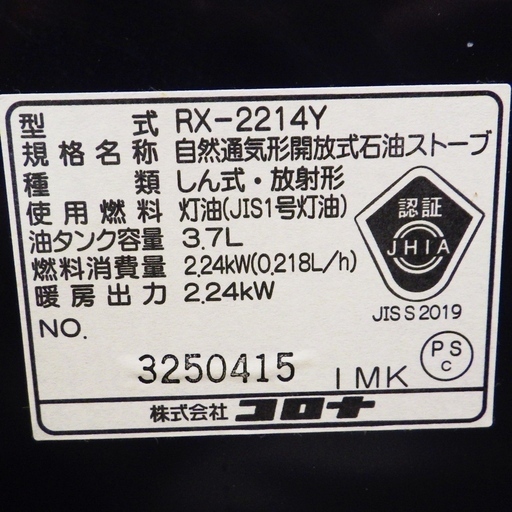 型式 RX-2214Y
規格名称 自然通気形開放式石油ストーブ
種類 しん式・放射形
使用燃料 灯油(JIS1号灯油)
油タンク容量 3.7L
燃料消費量 2.24kW(0.218L/h)
暖房出力 2.24kW
認証
JHIA
JIS S 2019
NO.
3250415 1MK
PS
C
株式会社 コロナ